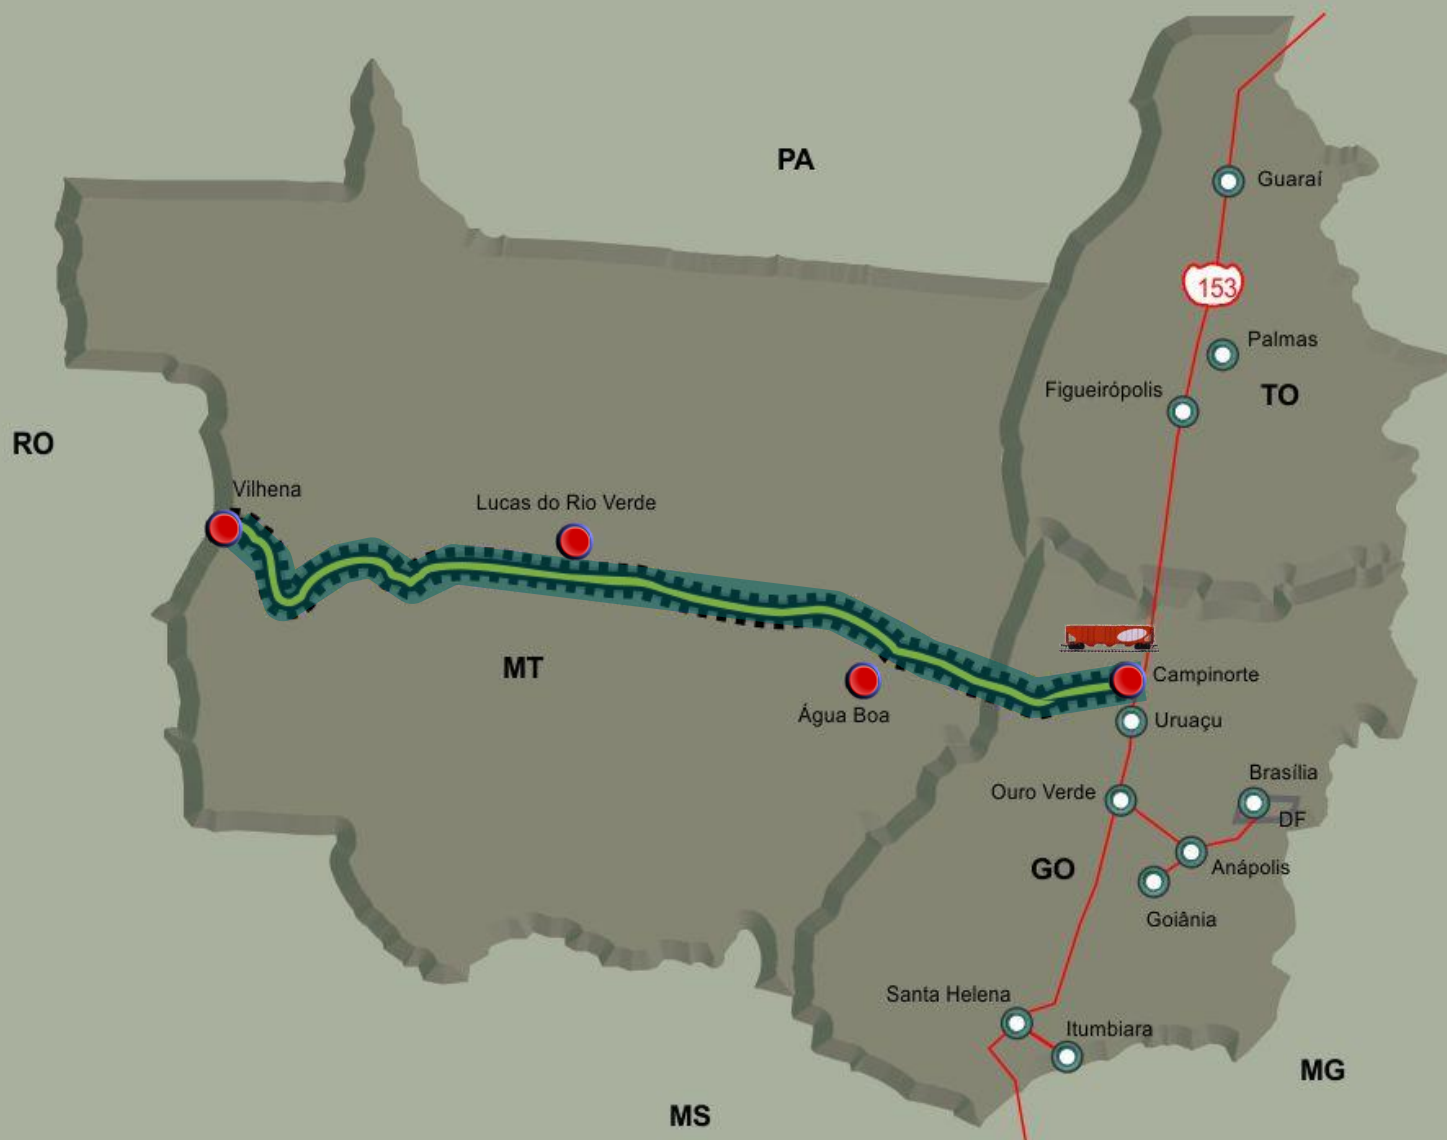 PA
Guaraí
153
Palmas
Figueirópolis
TO
RO
Vilhena
Lucas do Rio Verde
MT
Campinorte
Água Boa
Uruaçu
Brasília
Ouro Verde
DF
GO
Anápolis
Goiânia
Santa Helena
Itumbiara
MG
MS